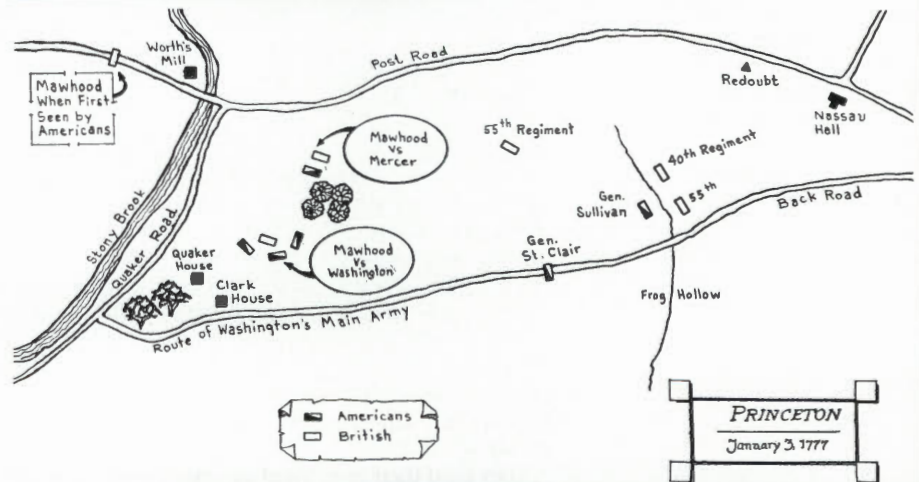 Worth's
Mill
Post Road
Redoubt
Nassau
Hall
Mawhood
When First
Seen by
Americans
Mawhood
Vs
Mercer
55th Regiment
40th Regiment
55th
Gen.
Sullivan
Back Road
Stony Brook
Quaker Road
Quaker
House
Clark
House
Mawhood
Vs
Washington
Gen.
St. Clair
Frog Hollow
Route of Washington's Main Army
Americans
British
PRINCETON
January 3, 1777